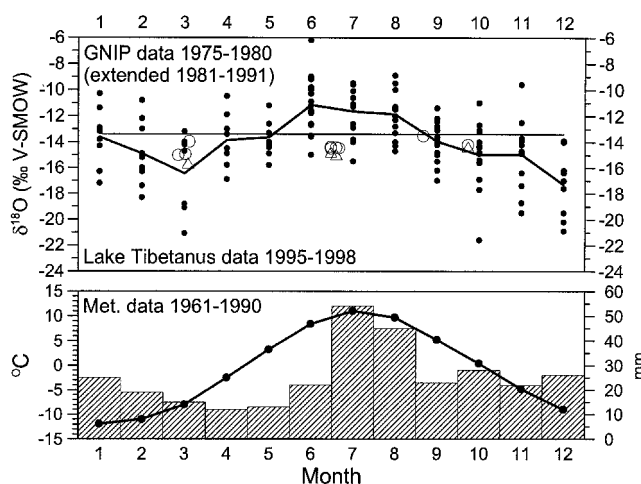 1 2 3 4 5 6 7 8 9 10 11 12
-6 -6
-8 -8
-10 -10
-12 -12
-14 -14
-16 -16
-18 -18
-20 -20
-22 -22
-24 -24
δ¹⁸O (‰ V-SMOW)
GNIP data 1975-1980
(extended 1981-1991)
Lake Tibetanus data 1995-1998
15 60
10 50
5 40
0 30
-5 20
-10 10
-15 0
°C
mm
Met. data 1961-1990
1 2 3 4 5 6 7 8 9 10 11 12
Month